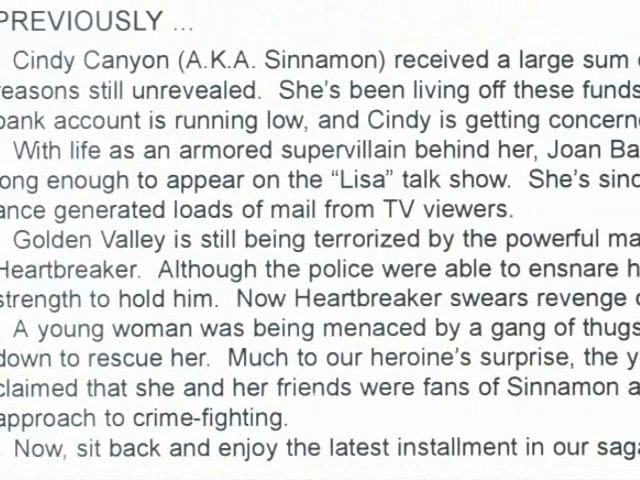 PREVIOUSLY ...
Cindy Canyon (A.K.A. Sinnamon) received a large sum
reasons still unrevealed. She's been living off these funds
bank account is running low, and Cindy is getting
With life as an armored supervillain behind her, Joan
long enough to appear on the “Lisa” talk show. She's
generated loads of mail from TV viewers.
Golden Valley is still being terrorized by the powerful
Heartbreaker. Although the police were able to ensnare
strength to hold him. Now Heartbreaker swears revenge
A young woman was being menaced by a gang of thugs
down to rescue her. Much to our heroine's surprise, the
claimed that she and her friends were fans of Sinnamon
approach to crime-fighting.
Now, sit back and enjoy the latest installment in our saga